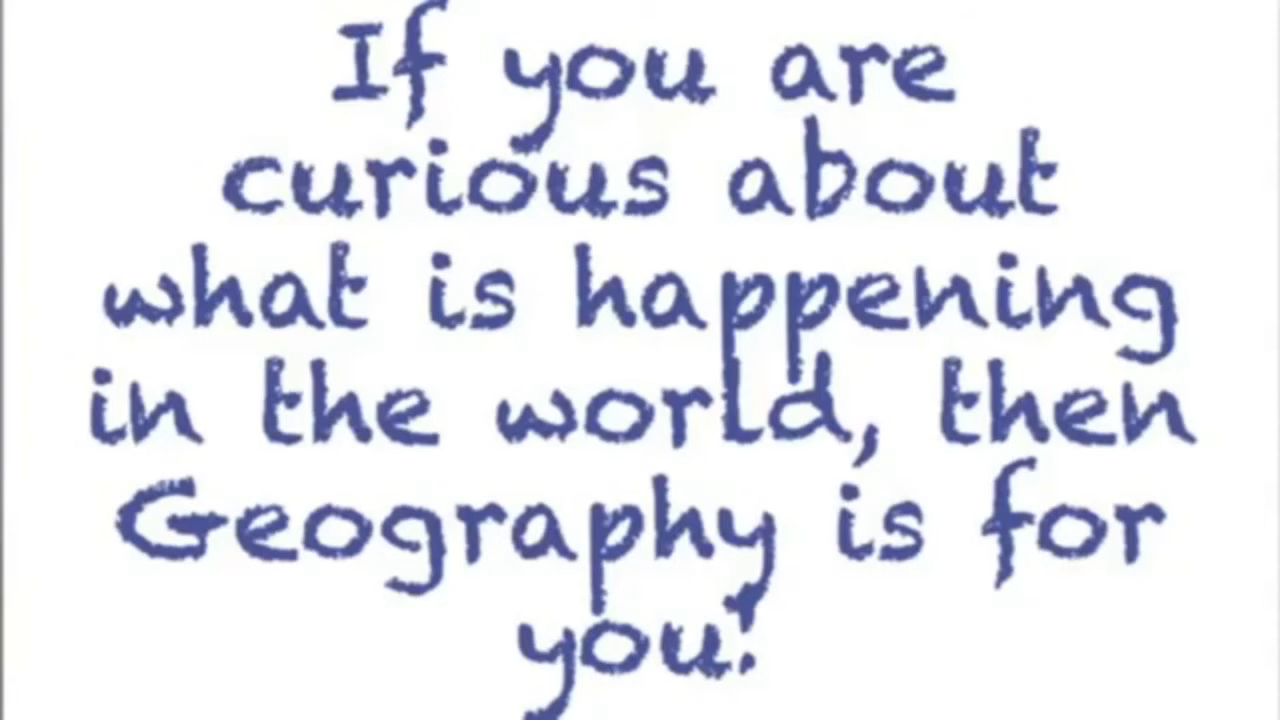 If you are
curious about
what is happening
in the world, then
Geography is for
you!